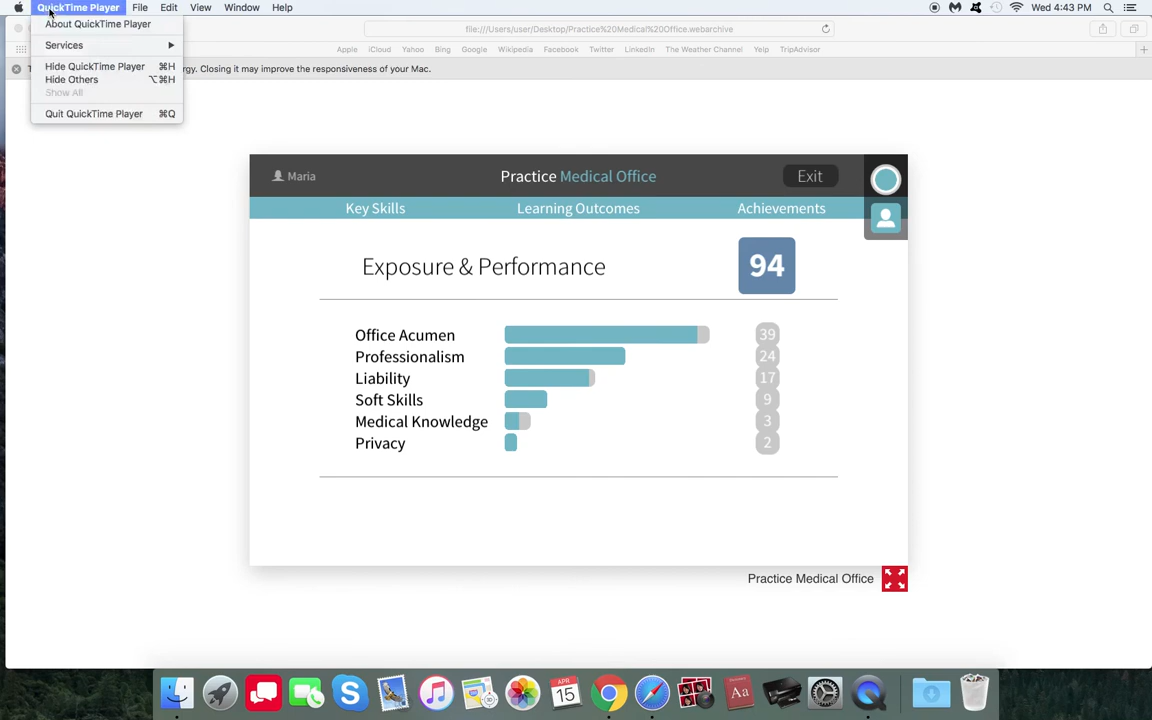 QuickTime Player File Edit View Window Help Wed 4:43 PM
About QuickTime Player
file:///Users/user/Desktop/Practice%20Medical%20Office.webarchive
Services
Apple iCloud Yahoo Bing Google Wikipedia Facebook Twitter LinkedIn The Weather Channel Yelp TripAdvisor
Hide QuickTime Player ⌘H
rgy. Closing it may improve the responsiveness of your Mac.
Hide Others ⌥⌘H
Show All
Quit QuickTime Player ⌘Q
Maria Practice Medical Office Exit
Key Skills Learning Outcomes Achievements
Exposure & Performance 94
Office Acumen 39
Professionalism 24
Liability 17
Soft Skills 9
Medical Knowledge 3
Privacy 2
Practice Medical Office
APR
15
Aa